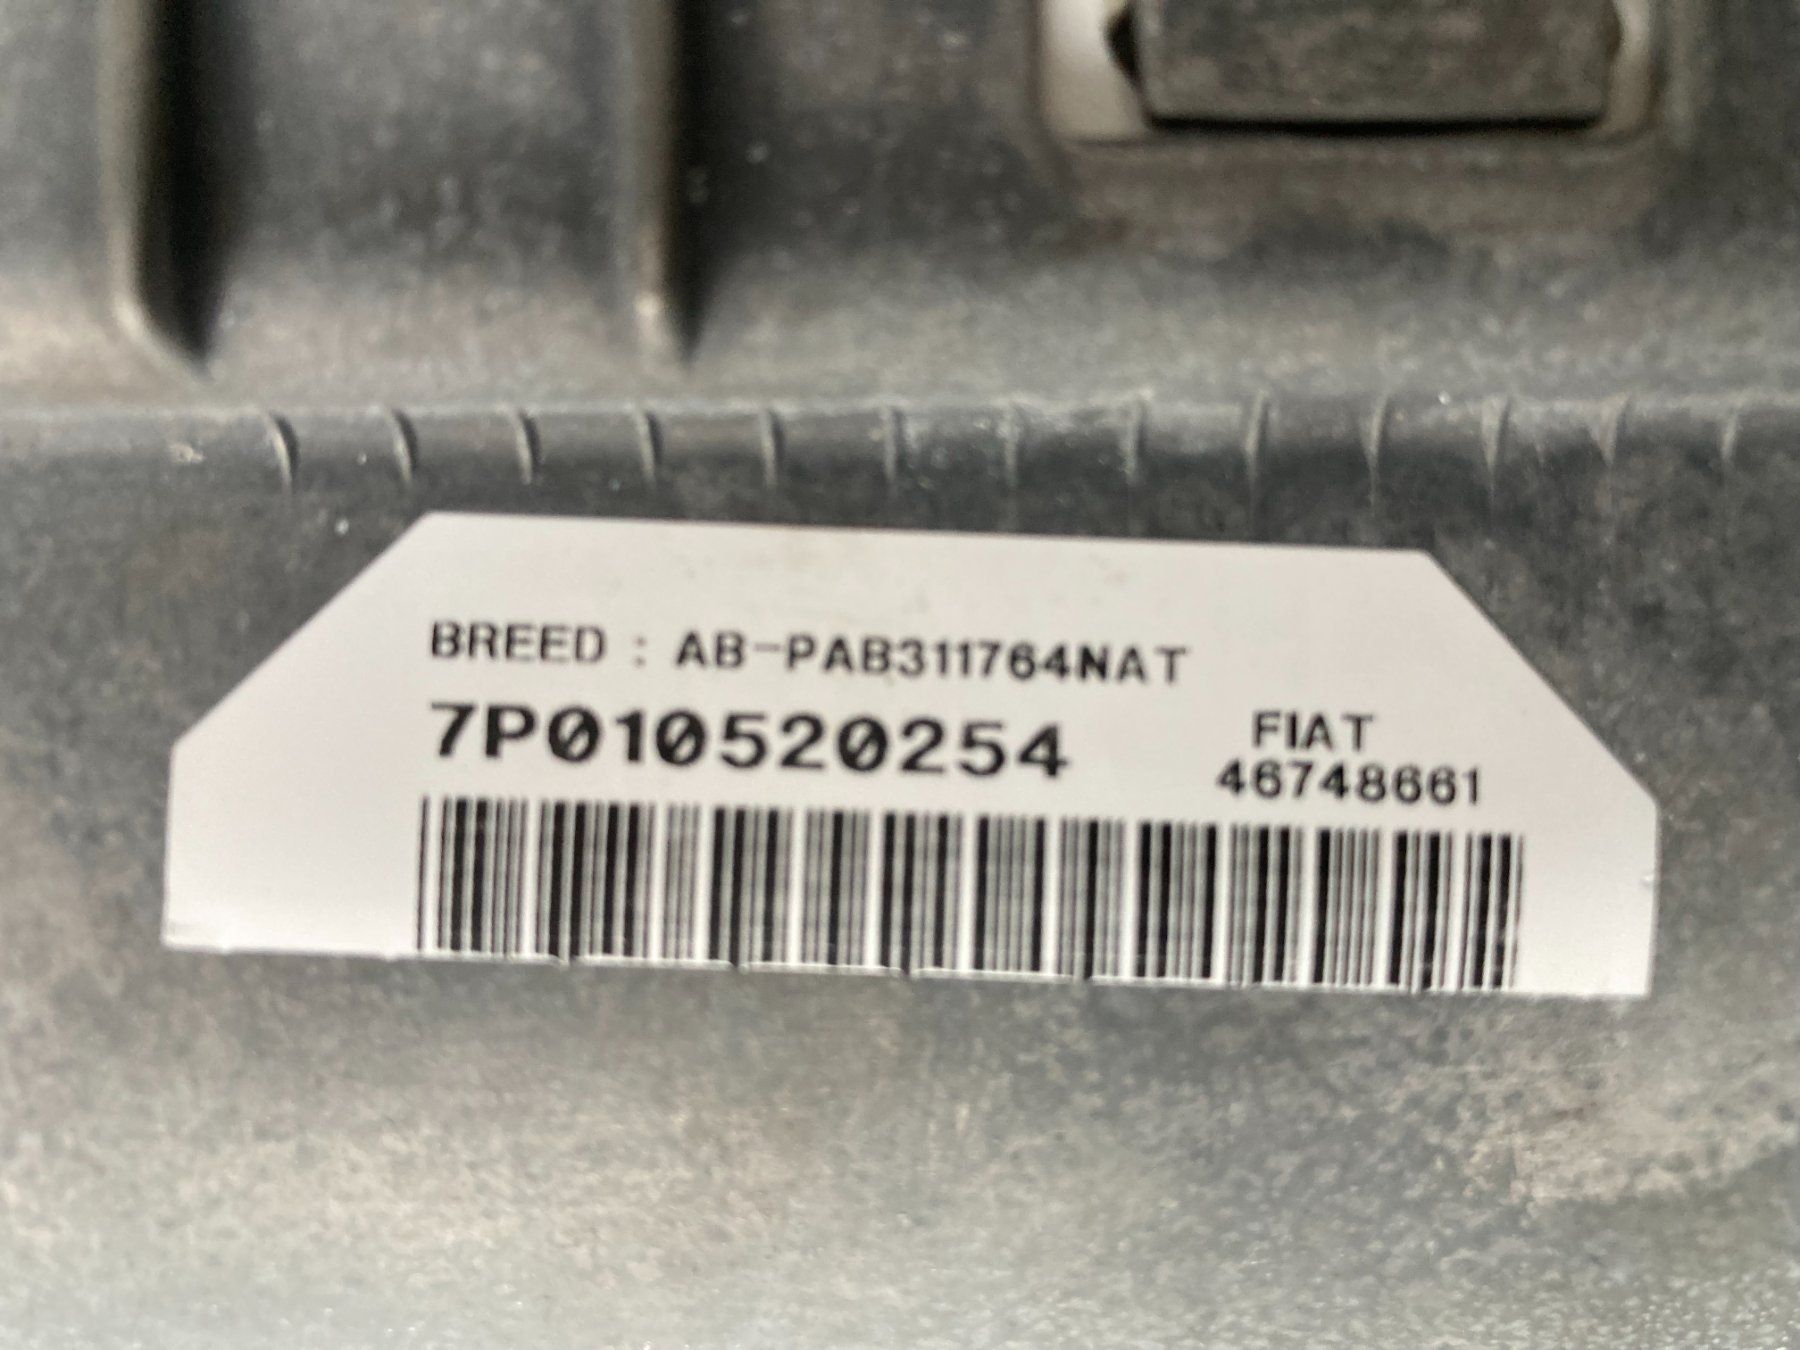 BREED : AB-PAB311764NAT
7P010520254
FIAT
46748661